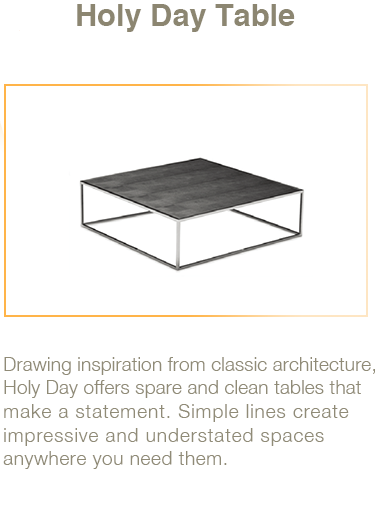 Holy Day Table
Drawing inspiration from classic architecture,
Holy Day offers spare and clean tables that
make a statement. Simple lines create
impressive and understated spaces
anywhere you need them.